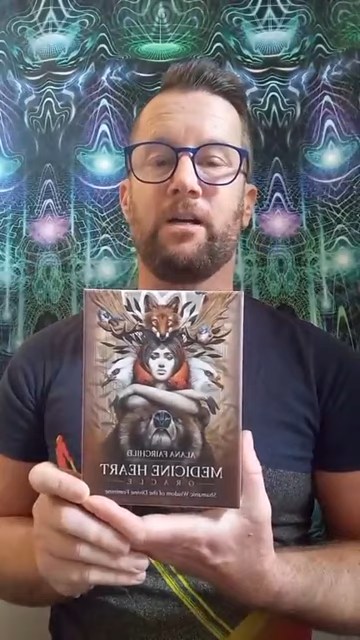 ALANA FAIRCHILD
MEDICINE HEART
ORACLE
Shamanic Wisdom of the Divine Feminine